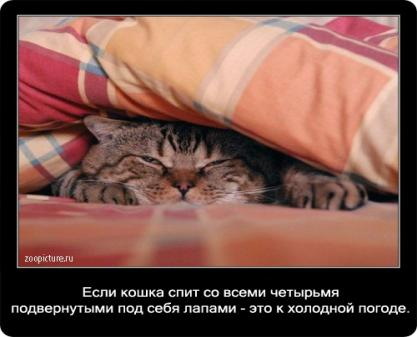 zoopicture.ru
Если кошка спит со всеми четырьмя
подвернутыми под себя лапами - это к холодной погоде.